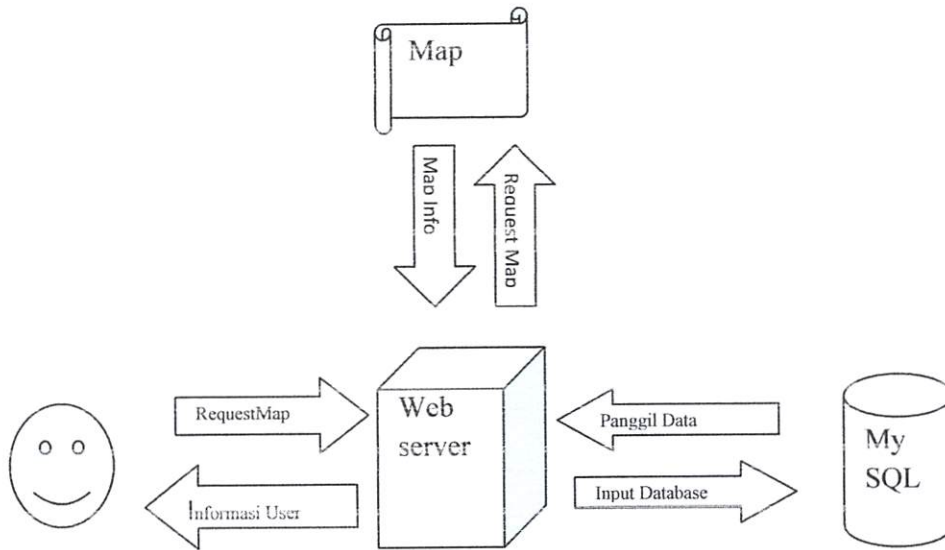 Map
Map Info
Request Map
RequestMap
Web
server
Panggil Data
My
SQL
Informasi User
Input Database